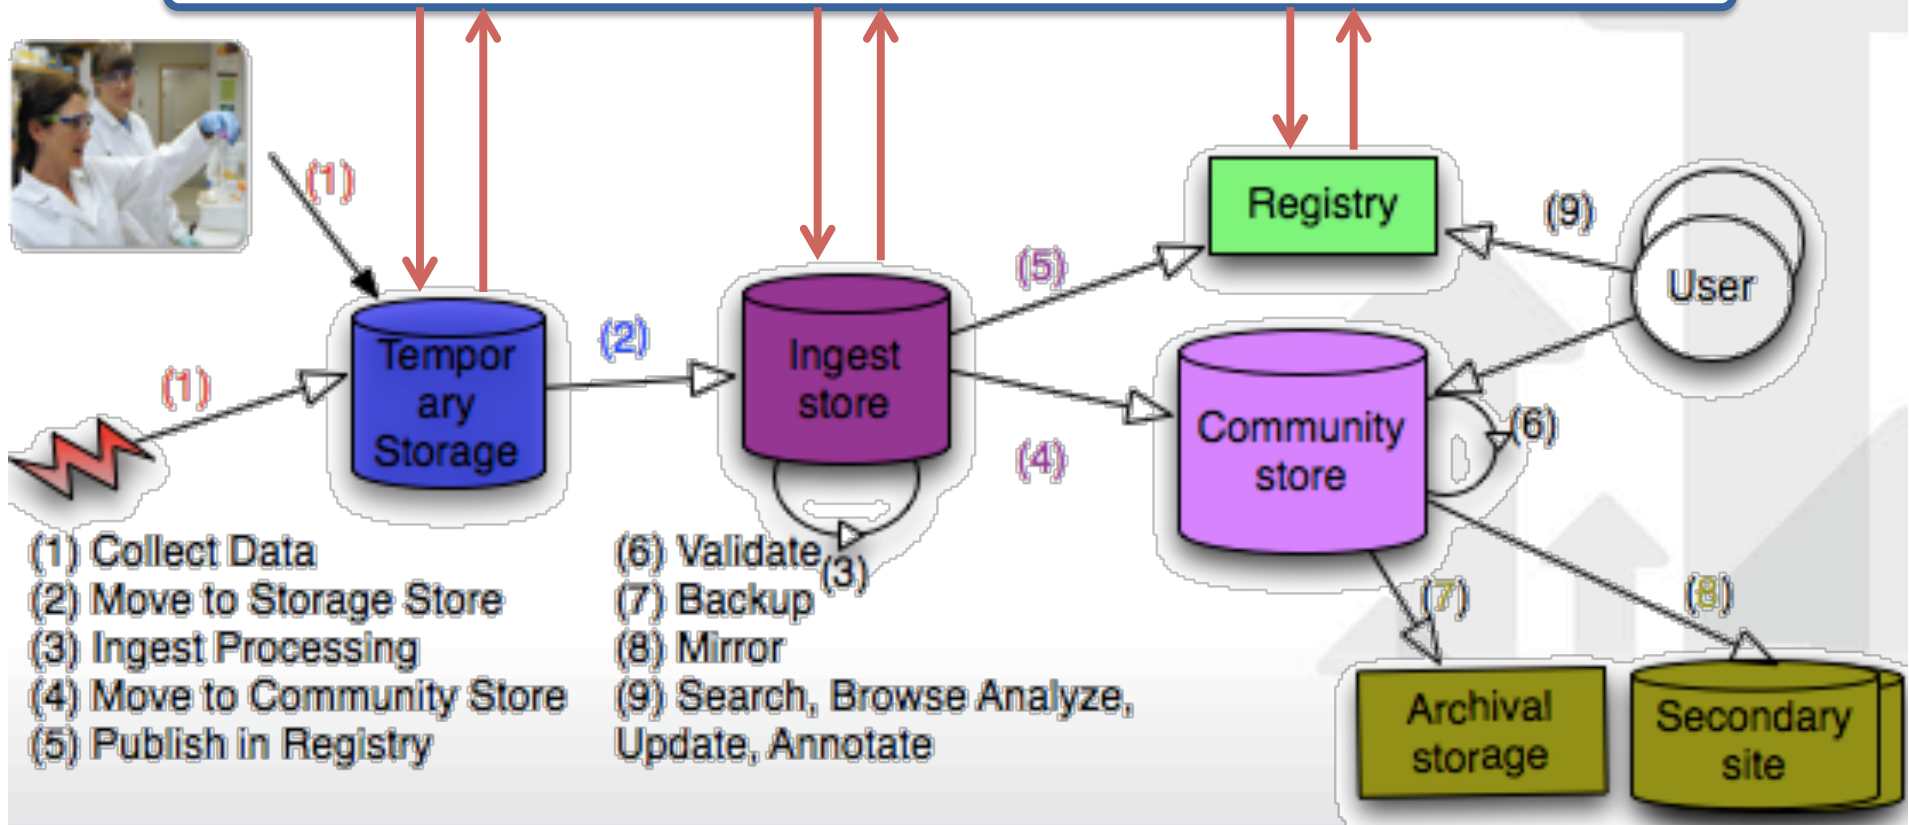 (1)
Registry
(9)
(5)
User
(2)
Tempor
ary
Storage
Ingest
store
(1)
Community
store
(6)
(4)
(3)
(7)
(8)
(1) Collect Data
(2) Move to Storage Store
(3) Ingest Processing
(4) Move to Community Store
(5) Publish in Registry
(6) Validate
(7) Backup
(8) Mirror
(9) Search, Browse Analyze,
Update, Annotate
Archival
storage
Secondary
site